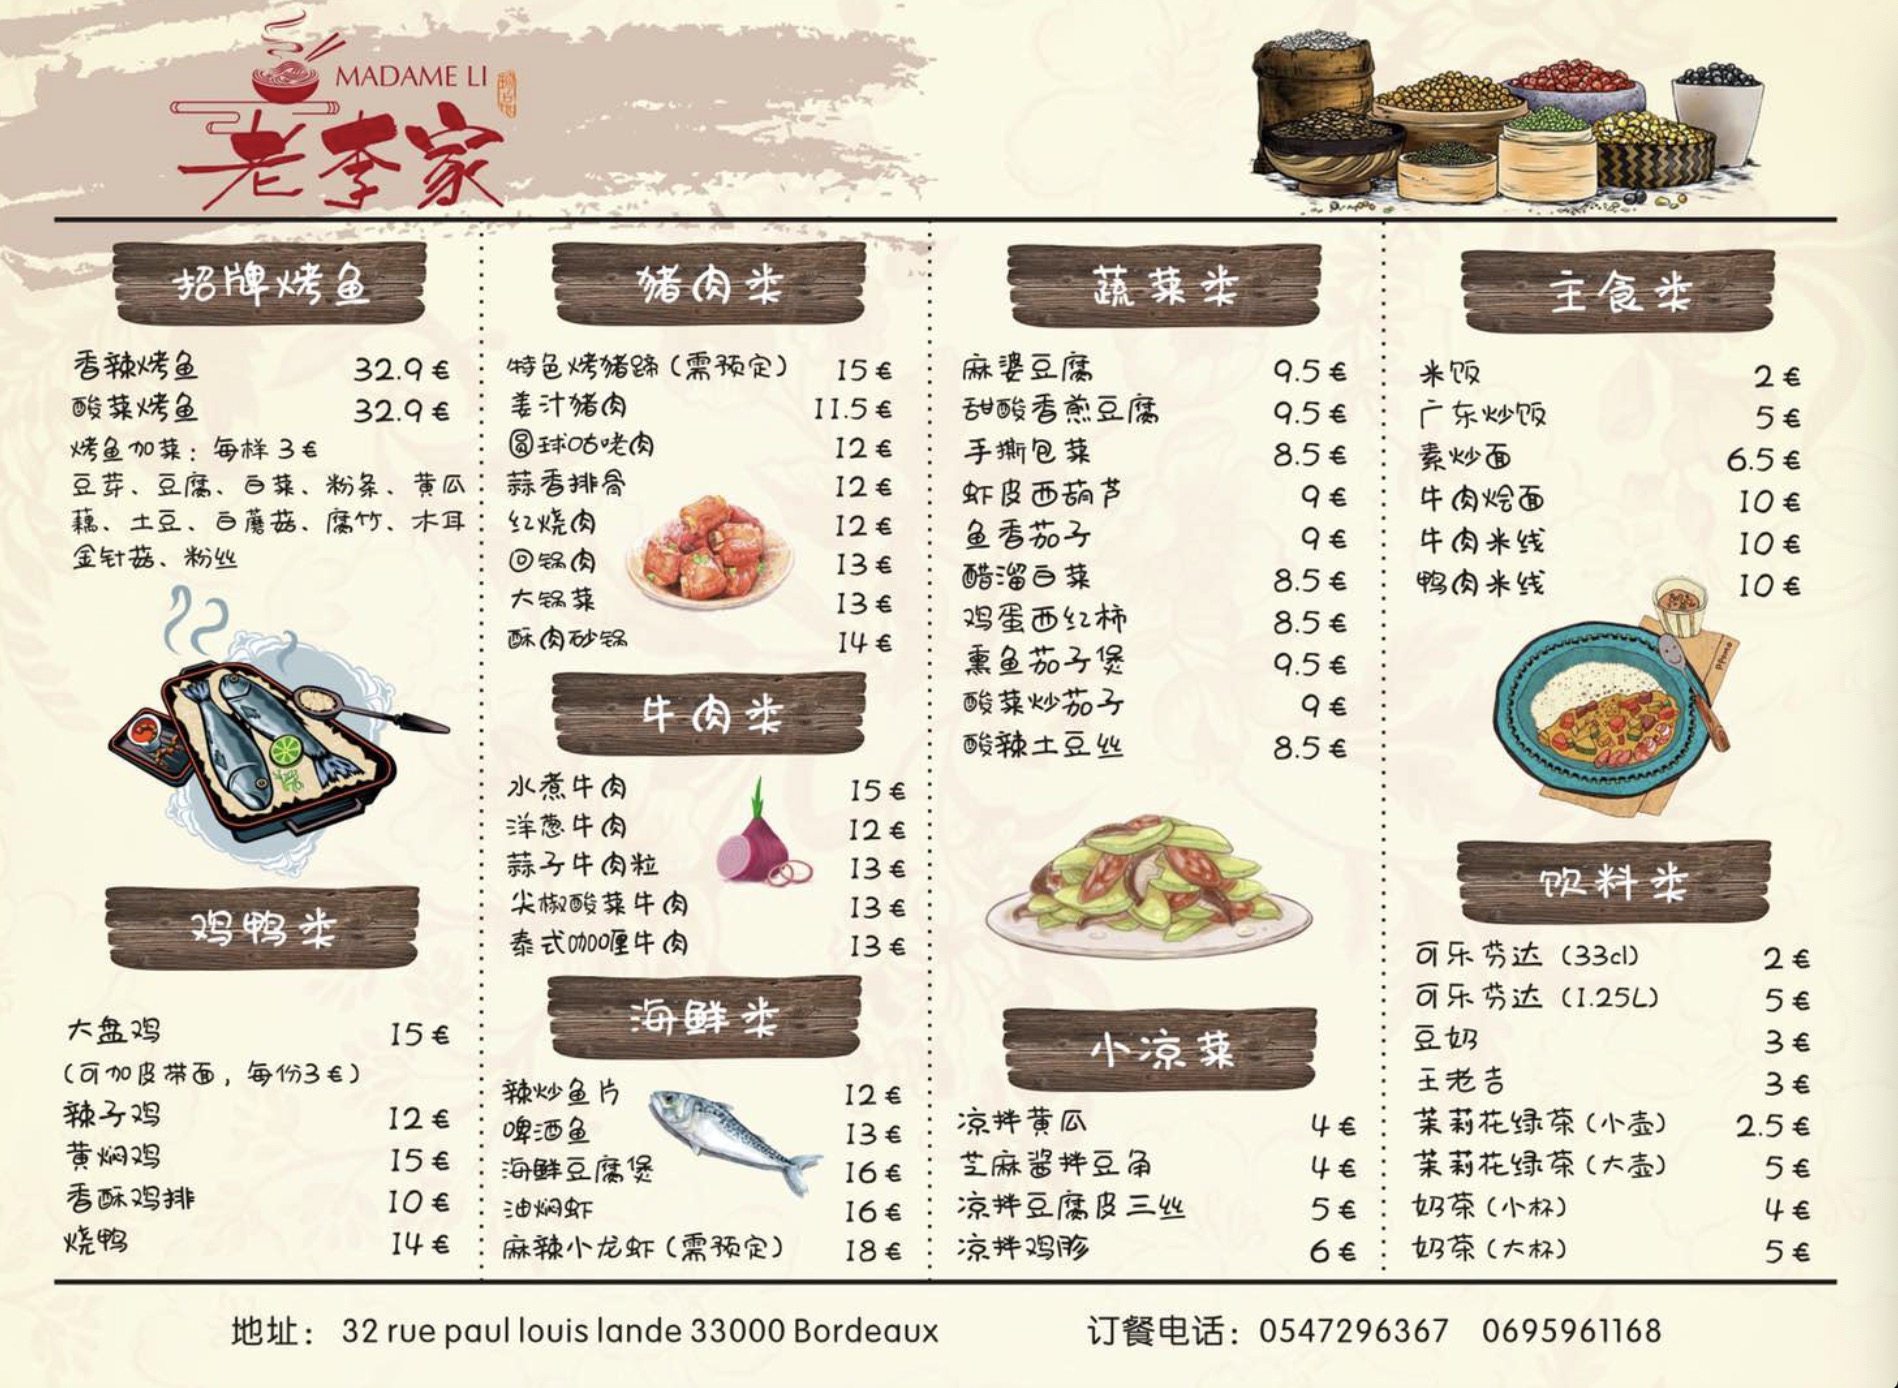 MADAME LI
老李家
招牌烤鱼
香辣烤鱼 32.9 €
酸菜烤鱼 32.9 €
烤鱼加菜：每样 3 €
豆芽、豆腐、白菜、粉条、黄瓜
藕、土豆、白蘑菇、腐竹、木耳
金针菇、粉丝
鸡鸭类
大盘鸡 15 €
（可加皮带面，每份3 €）
辣子鸡 12 €
黄焖鸡 15 €
香酥鸡排 10 €
烧鸭 14 €
猪肉类
特色烤猪蹄（需预定） 15 €
姜汁猪肉 11.5 €
圆球咕咾肉 12 €
蒜香排骨 12 €
红烧肉 12 €
回锅肉 13 €
大锅菜 13 €
酥肉砂锅 14 €
牛肉类
水煮牛肉 15 €
洋葱牛肉 12 €
蒜子牛肉粒 13 €
尖椒酸菜牛肉 13 €
泰式咖喱牛肉 13 €
海鲜类
辣炒鱼片 12 €
啤酒鱼 13 €
海鲜豆腐煲 16 €
油焖虾 16 €
麻辣小龙虾（需预定） 18 €
蔬菜类
麻婆豆腐 9.5 €
甜酸香煎豆腐 9.5 €
手撕包菜 8.5 €
虾皮西葫芦 9 €
鱼香茄子 9 €
醋溜白菜 8.5 €
鸡蛋西红柿 8.5 €
熏鱼茄子煲 9.5 €
酸菜炒茄子 9 €
酸辣土豆丝 8.5 €
小凉菜
凉拌黄瓜 4 €
芝麻酱拌豆角 4 €
凉拌豆腐皮三丝 5 €
凉拌鸡胗 6 €
主食类
米饭 2 €
广东炒饭 5 €
素炒面 6.5 €
牛肉烩面 10 €
牛肉米线 10 €
鸭肉米线 10 €
饮料类
可乐芬达（33cl） 2 €
可乐芬达（1.25L） 5 €
豆奶 3 €
王老吉 3 €
茉莉花绿茶（小壶） 2.5 €
茉莉花绿茶（大壶） 5 €
奶茶（小杯） 4 €
奶茶（大杯） 5 €
地址： 32 rue paul louis lande 33000 Bordeaux
订餐电话：0547296367 0695961168